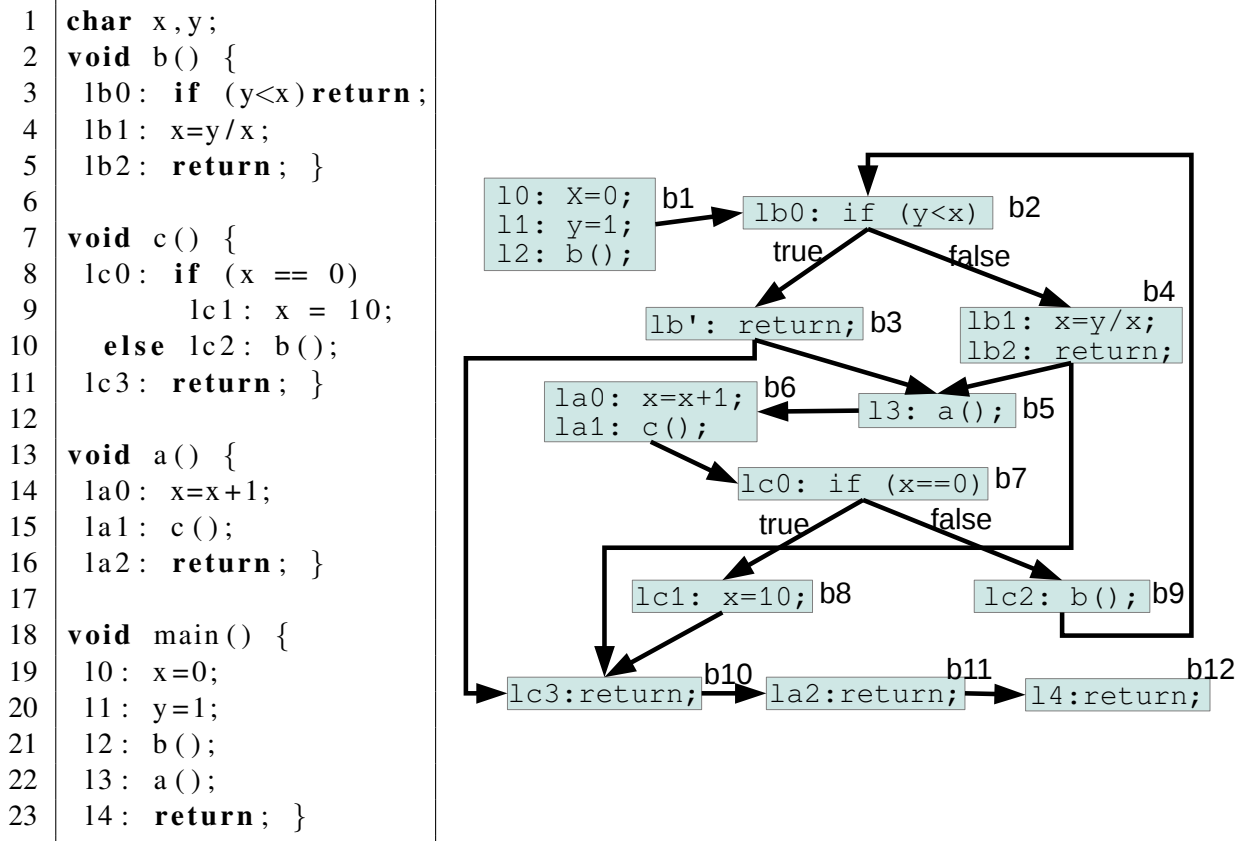 1 char x,y;
2 void b() {
3 lb0: if (y<x)return;
4 lb1: x=y/x;
5 lb2: return; }
6
7 void c() {
8 lc0: if (x == 0)
9 lc1: x = 10;
10 else lc2: b();
11 lc3: return; }
12
13 void a() {
14 la0: x=x+1;
15 la1: c();
16 la2: return; }
17
18 void main() {
19 l0: x=0;
20 l1: y=1;
21 l2: b();
22 l3: a();
23 l4: return; }
l0: X=0;
l1: y=1;
l2: b();
b1
lb0: if (y<x)
b2
true
false
lb': return;
b3
b4
lb1: x=y/x;
lb2: return;
la0: x=x+1;
la1: c();
b6
l3: a();
b5
lc0: if (x==0)
b7
true
false
lc1: x=10;
b8
lc2: b();
b9
lc3:return;
b10
la2:return;
b11
l4:return;
b12